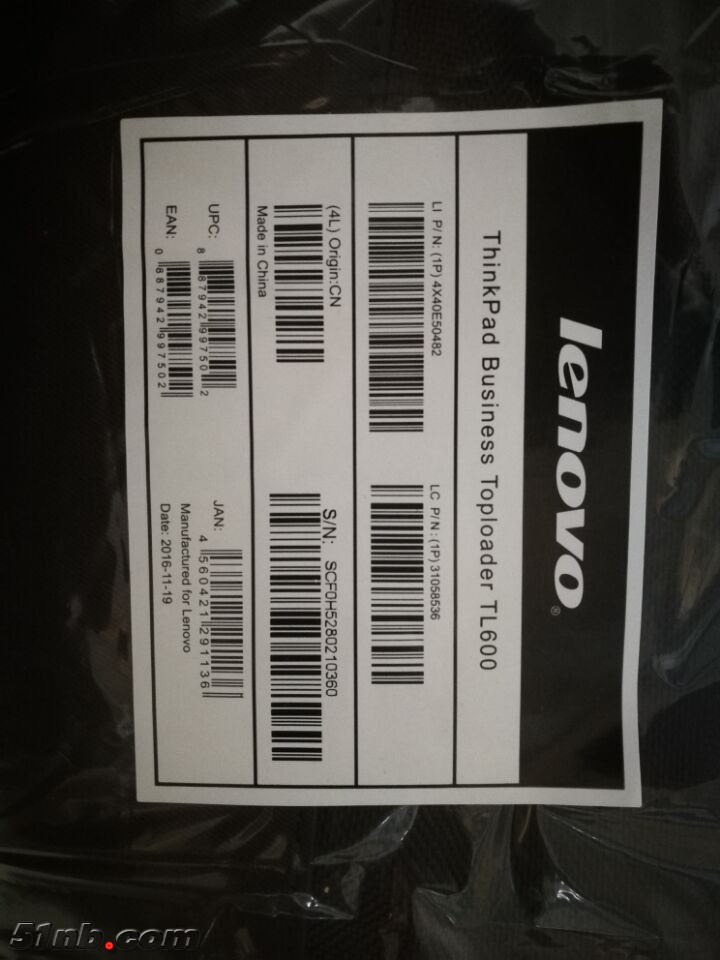 lenovo®
ThinkPad Business Toploader TL600
LI P/N: (1P) 4X40E50482
LC P/N: (1P) 31058536
(4L) Origin:CN
Made in China
S/N: SCF0H5280210360
UPC:
8 87942 99750 2
EAN:
0 887942 997502
JAN:
4 560421 291136
Manufactured for Lenovo
Date: 2016-11-19
51nb.com